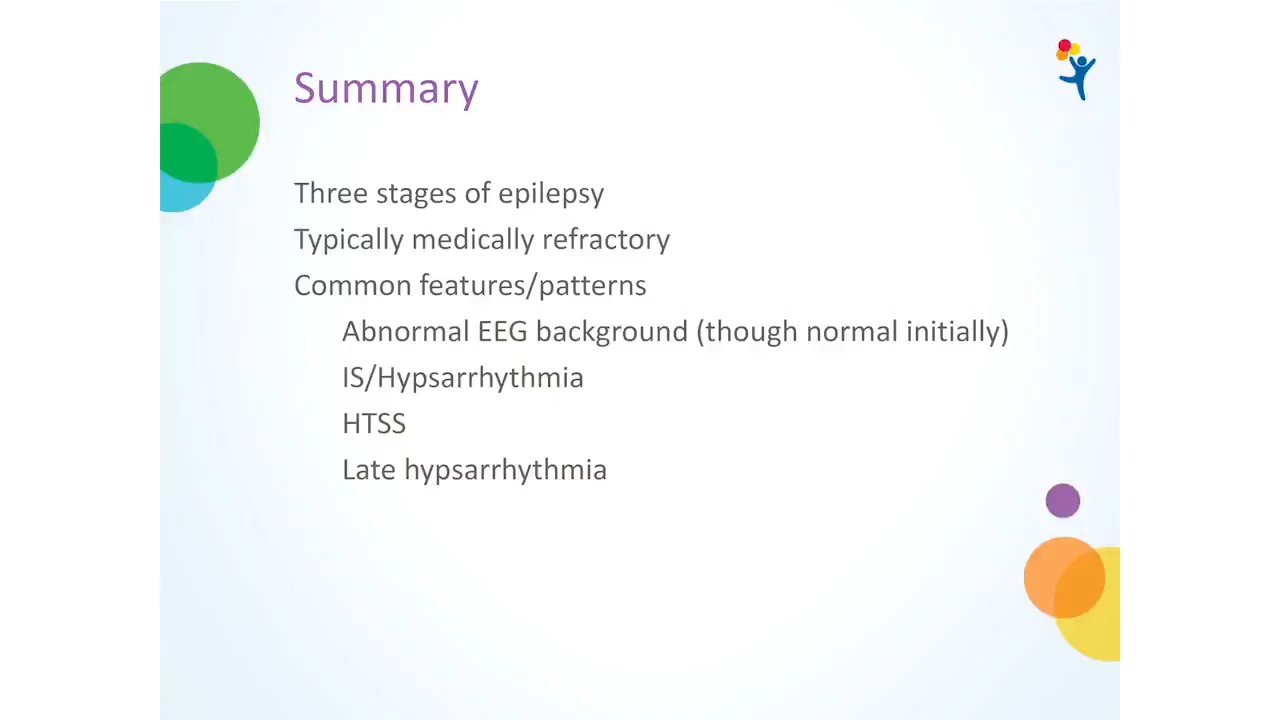 Summary
Three stages of epilepsy
Typically medically refractory
Common features/patterns
Abnormal EEG background (though normal initially)
IS/Hypsarrhythmia
HTSS
Late hypsarrhythmia